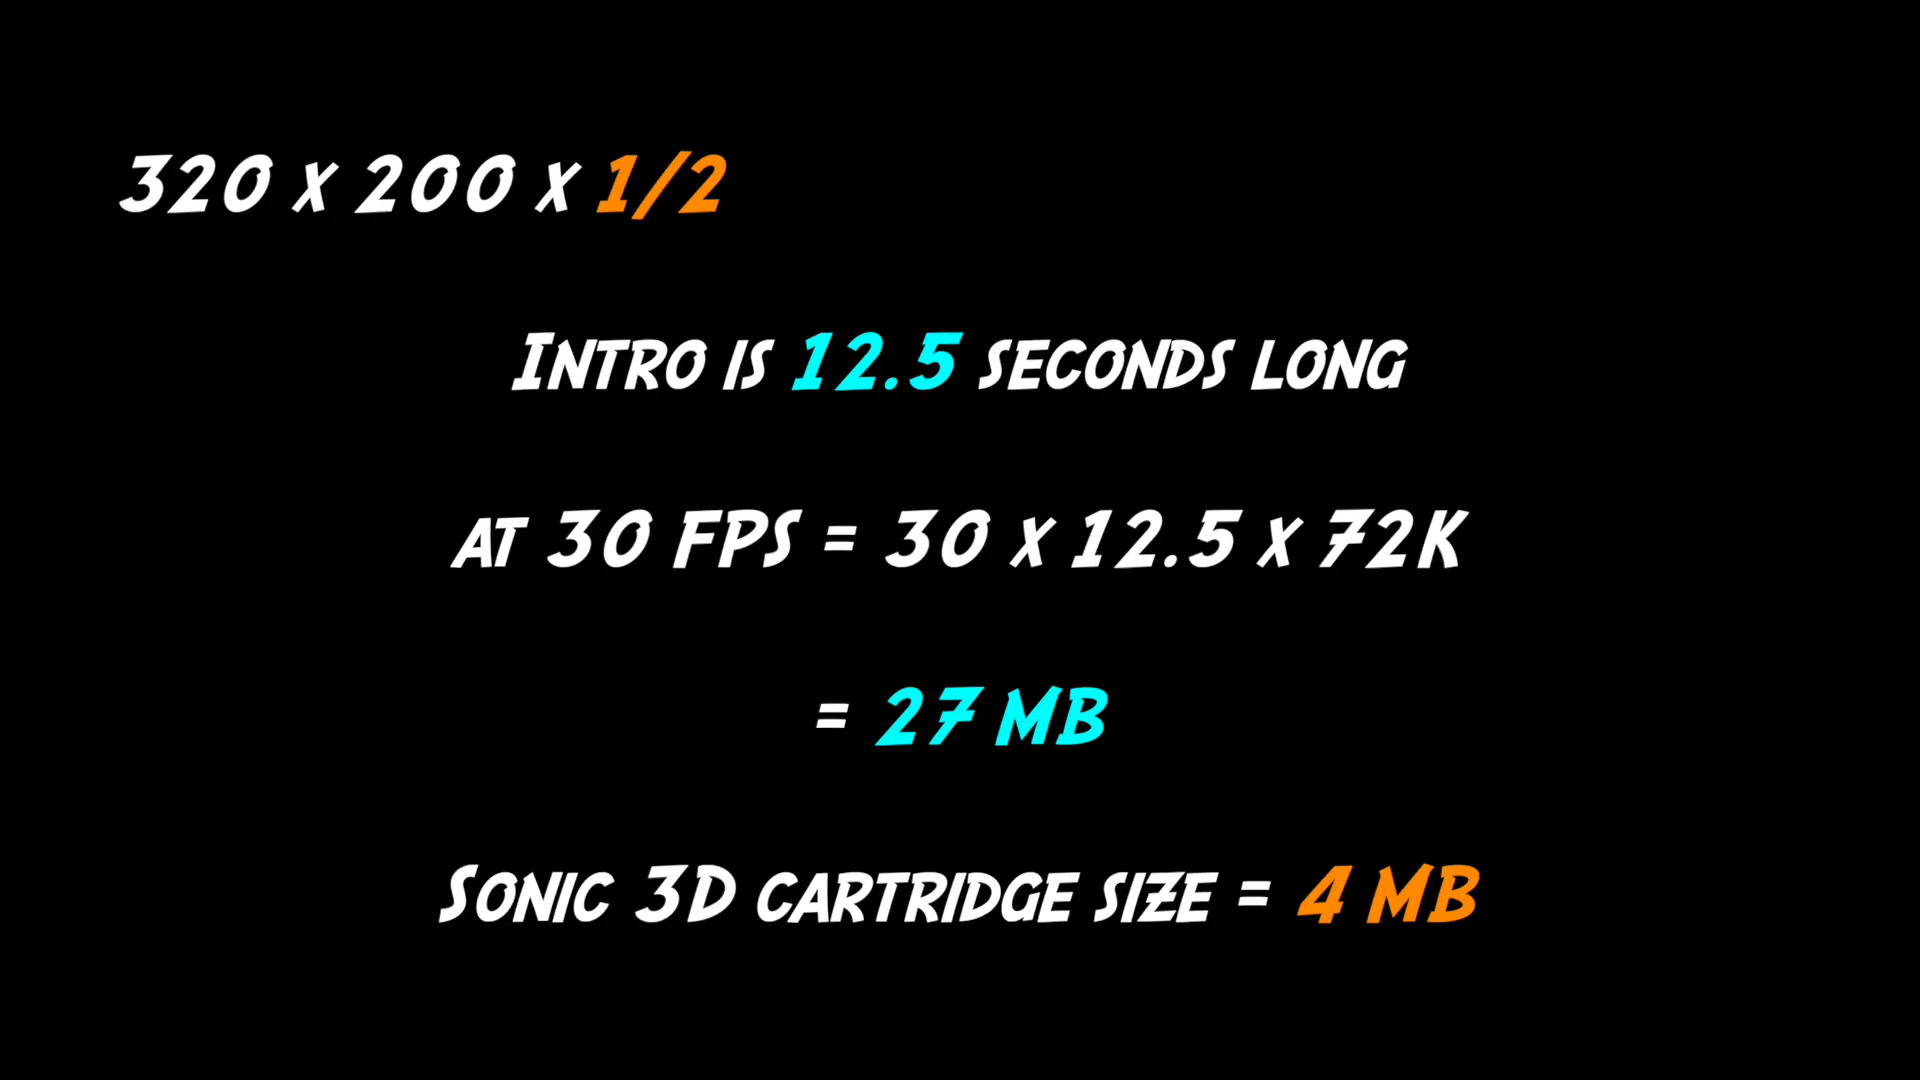 320 x 200 x 1/2
Intro is 12.5 seconds long
at 30 FPS = 30 x 12.5 x 72K
= 27 MB
Sonic 3D cartridge size = 4 MB